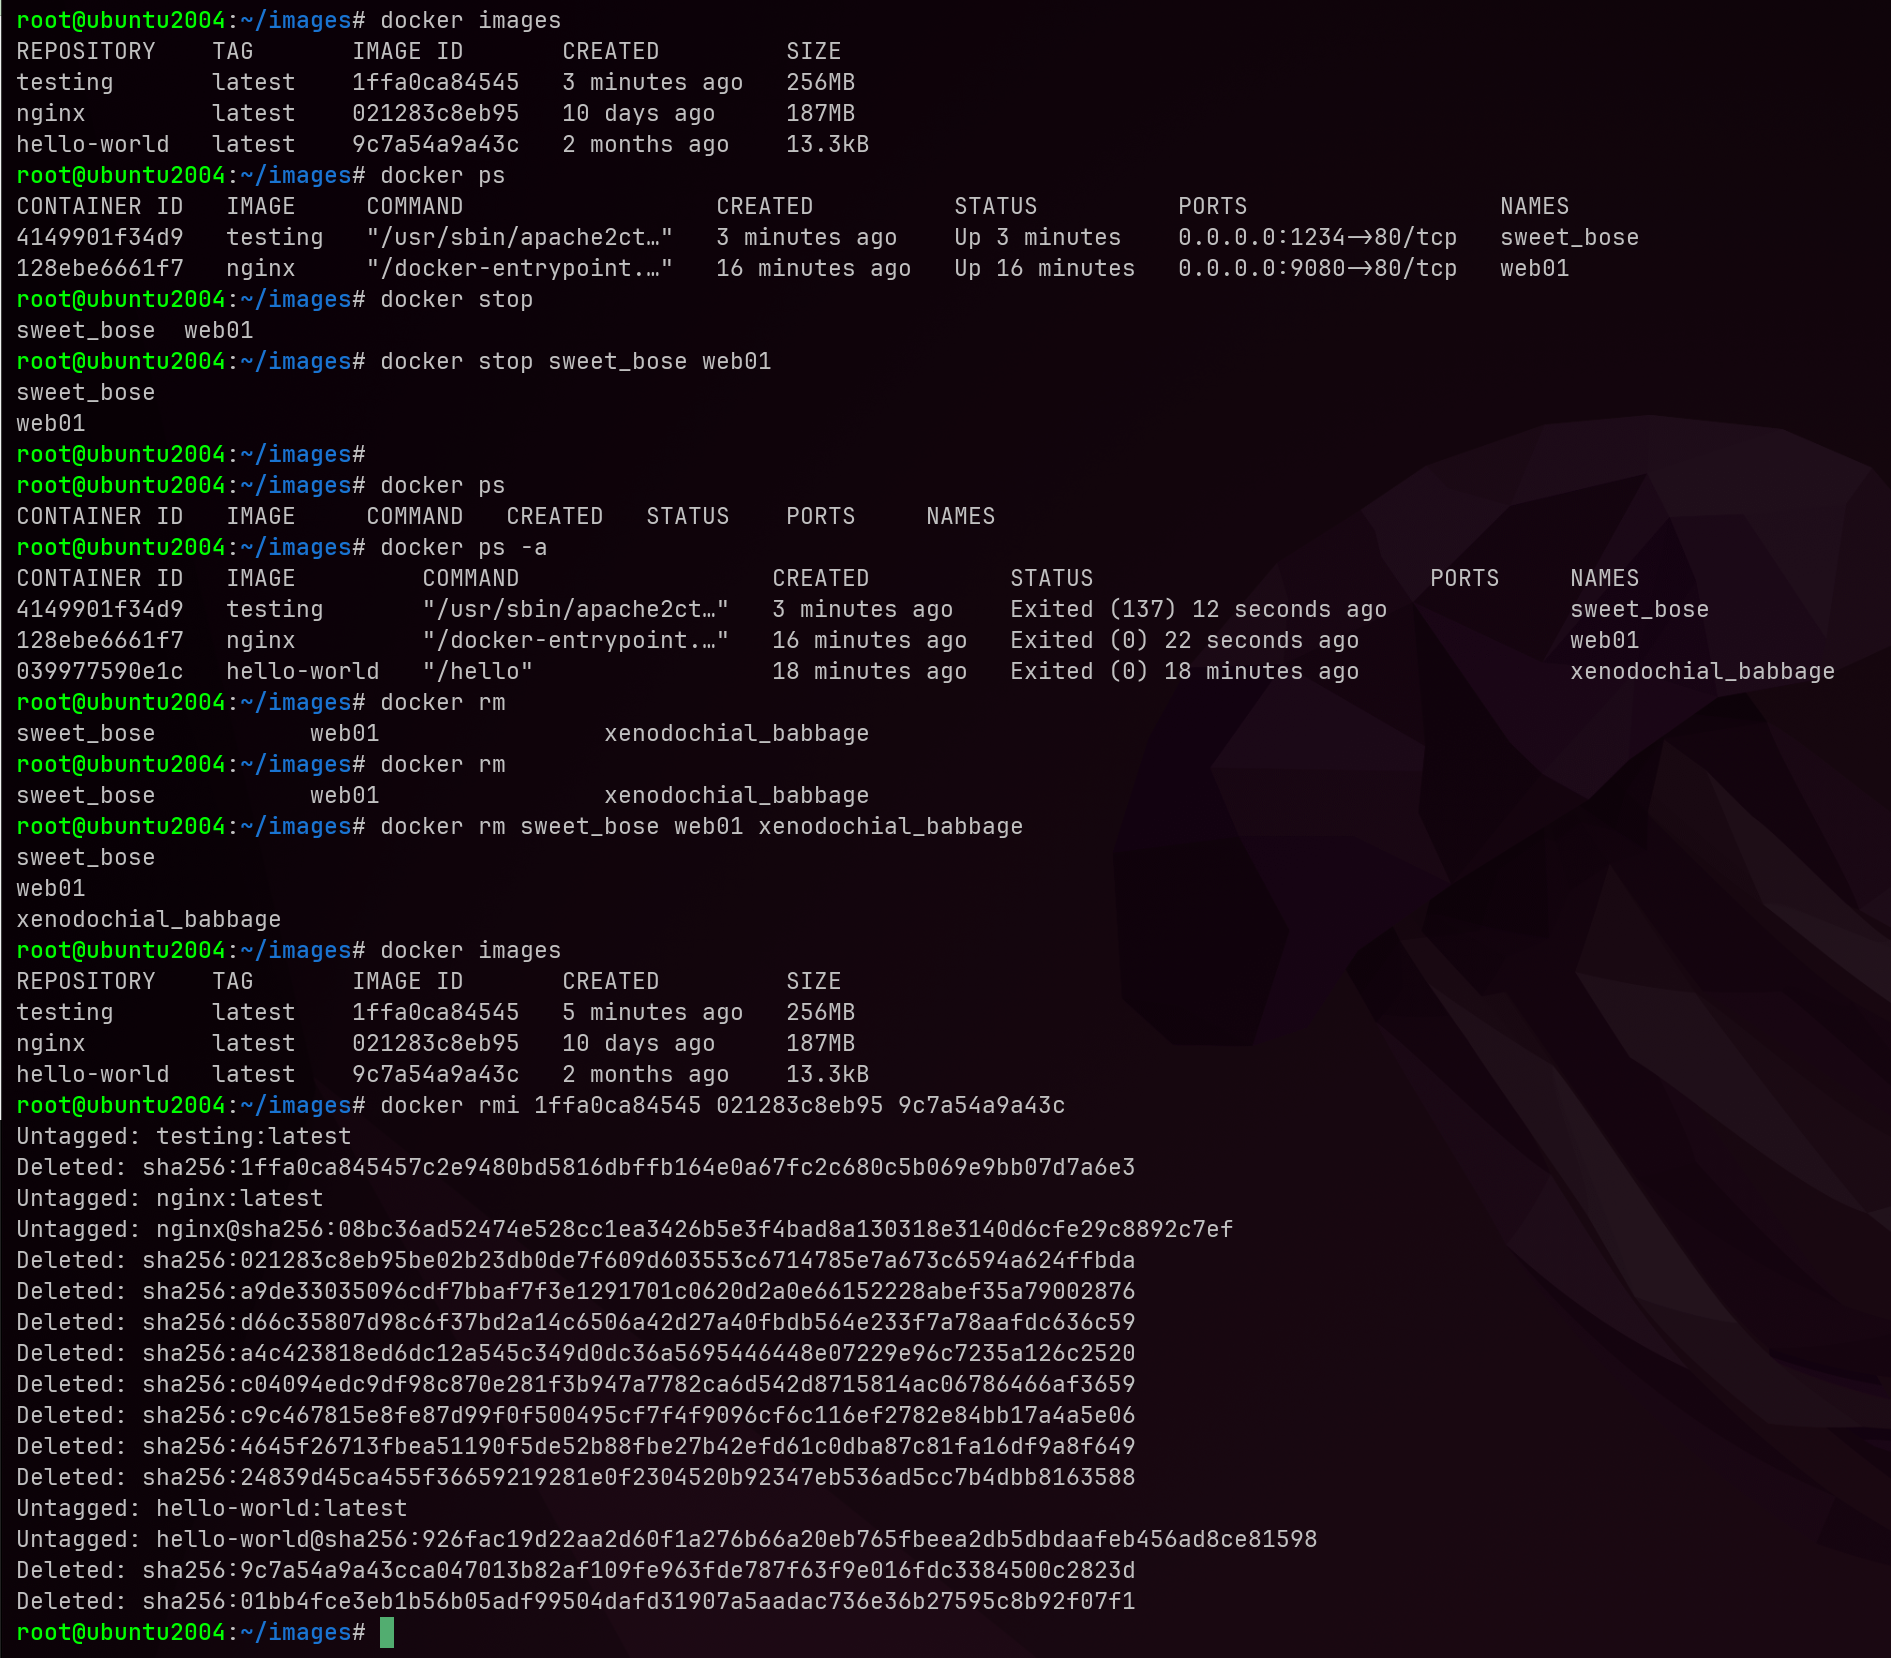 root@ubuntu2004:~/images# docker images
REPOSITORY    TAG       IMAGE ID       CREATED         SIZE
testing       latest    1ffa0ca84545   3 minutes ago   256MB
nginx         latest    021283c8eb95   10 days ago     187MB
hello-world   latest    9c7a54a9a43c   2 months ago    13.3kB
root@ubuntu2004:~/images# docker ps
CONTAINER ID   IMAGE     COMMAND                  CREATED          STATUS          PORTS                  NAMES
4149901f34d9   testing   "/usr/sbin/apache2ct…"   3 minutes ago    Up 3 minutes    0.0.0.0:1234->80/tcp   sweet_bose
128ebe6661f7   nginx     "/docker-entrypoint.…"   16 minutes ago   Up 16 minutes   0.0.0.0:9080->80/tcp   web01
root@ubuntu2004:~/images# docker stop
sweet_bose  web01
root@ubuntu2004:~/images# docker stop sweet_bose web01
sweet_bose
web01
root@ubuntu2004:~/images#
root@ubuntu2004:~/images# docker ps
CONTAINER ID   IMAGE     COMMAND   CREATED   STATUS    PORTS     NAMES
root@ubuntu2004:~/images# docker ps -a
CONTAINER ID   IMAGE         COMMAND                  CREATED          STATUS                        PORTS     NAMES
4149901f34d9   testing       "/usr/sbin/apache2ct…"   3 minutes ago    Exited (137) 12 seconds ago             sweet_bose
128ebe6661f7   nginx         "/docker-entrypoint.…"   16 minutes ago   Exited (0) 22 seconds ago               web01
039977590e1c   hello-world   "/hello"                 18 minutes ago   Exited (0) 18 minutes ago               xenodochial_babbage
root@ubuntu2004:~/images# docker rm
sweet_bose           web01                xenodochial_babbage
root@ubuntu2004:~/images# docker rm
sweet_bose           web01                xenodochial_babbage
root@ubuntu2004:~/images# docker rm sweet_bose web01 xenodochial_babbage
sweet_bose
web01
xenodochial_babbage
root@ubuntu2004:~/images# docker images
REPOSITORY    TAG       IMAGE ID       CREATED         SIZE
testing       latest    1ffa0ca84545   5 minutes ago   256MB
nginx         latest    021283c8eb95   10 days ago     187MB
hello-world   latest    9c7a54a9a43c   2 months ago    13.3kB
root@ubuntu2004:~/images# docker rmi 1ffa0ca84545 021283c8eb95 9c7a54a9a43c
Untagged: testing:latest
Deleted: sha256:1ffa0ca845457c2e9480bd5816dbffb164e0a67fc2c680c5b069e9bb07d7a6e3
Untagged: nginx:latest
Untagged: nginx@sha256:08bc36ad52474e528cc1ea3426b5e3f4bad8a130318e3140d6cfe29c8892c7ef
Deleted: sha256:021283c8eb95be02b23db0de7f609d603553c6714785e7a673c6594a624ffbda
Deleted: sha256:a9de33035096cdf7bbaf7f3e1291701c0620d2a0e66152228abef35a79002876
Deleted: sha256:d66c35807d98c6f37bd2a14c6506a42d27a40fbdb564e233f7a78aafdc636c59
Deleted: sha256:a4c423818ed6dc12a545c349d0dc36a5695446448e07229e96c7235a126c2520
Deleted: sha256:c04094edc9df98c870e281f3b947a7782ca6d542d8715814ac06786466af3659
Deleted: sha256:c9c467815e8fe87d99f0f500495cf7f4f9096cf6c116ef2782e84bb17a4a5e06
Deleted: sha256:4645f26713fbea51190f5de52b88fbe27b42efd61c0dba87c81fa16df9a8f649
Deleted: sha256:24839d45ca455f36659219281e0f2304520b92347eb536ad5cc7b4dbb8163588
Untagged: hello-world:latest
Untagged: hello-world@sha256:926fac19d22aa2d60f1a276b66a20eb765fbeea2db5dbdaafeb456ad8ce81598
Deleted: sha256:9c7a54a9a43cca047013b82af109fe963fde787f63f9e016fdc3384500c2823d
Deleted: sha256:01bb4fce3eb1b56b05adf99504dafd31907a5aadac736e36b27595c8b92f07f1
root@ubuntu2004:~/images#